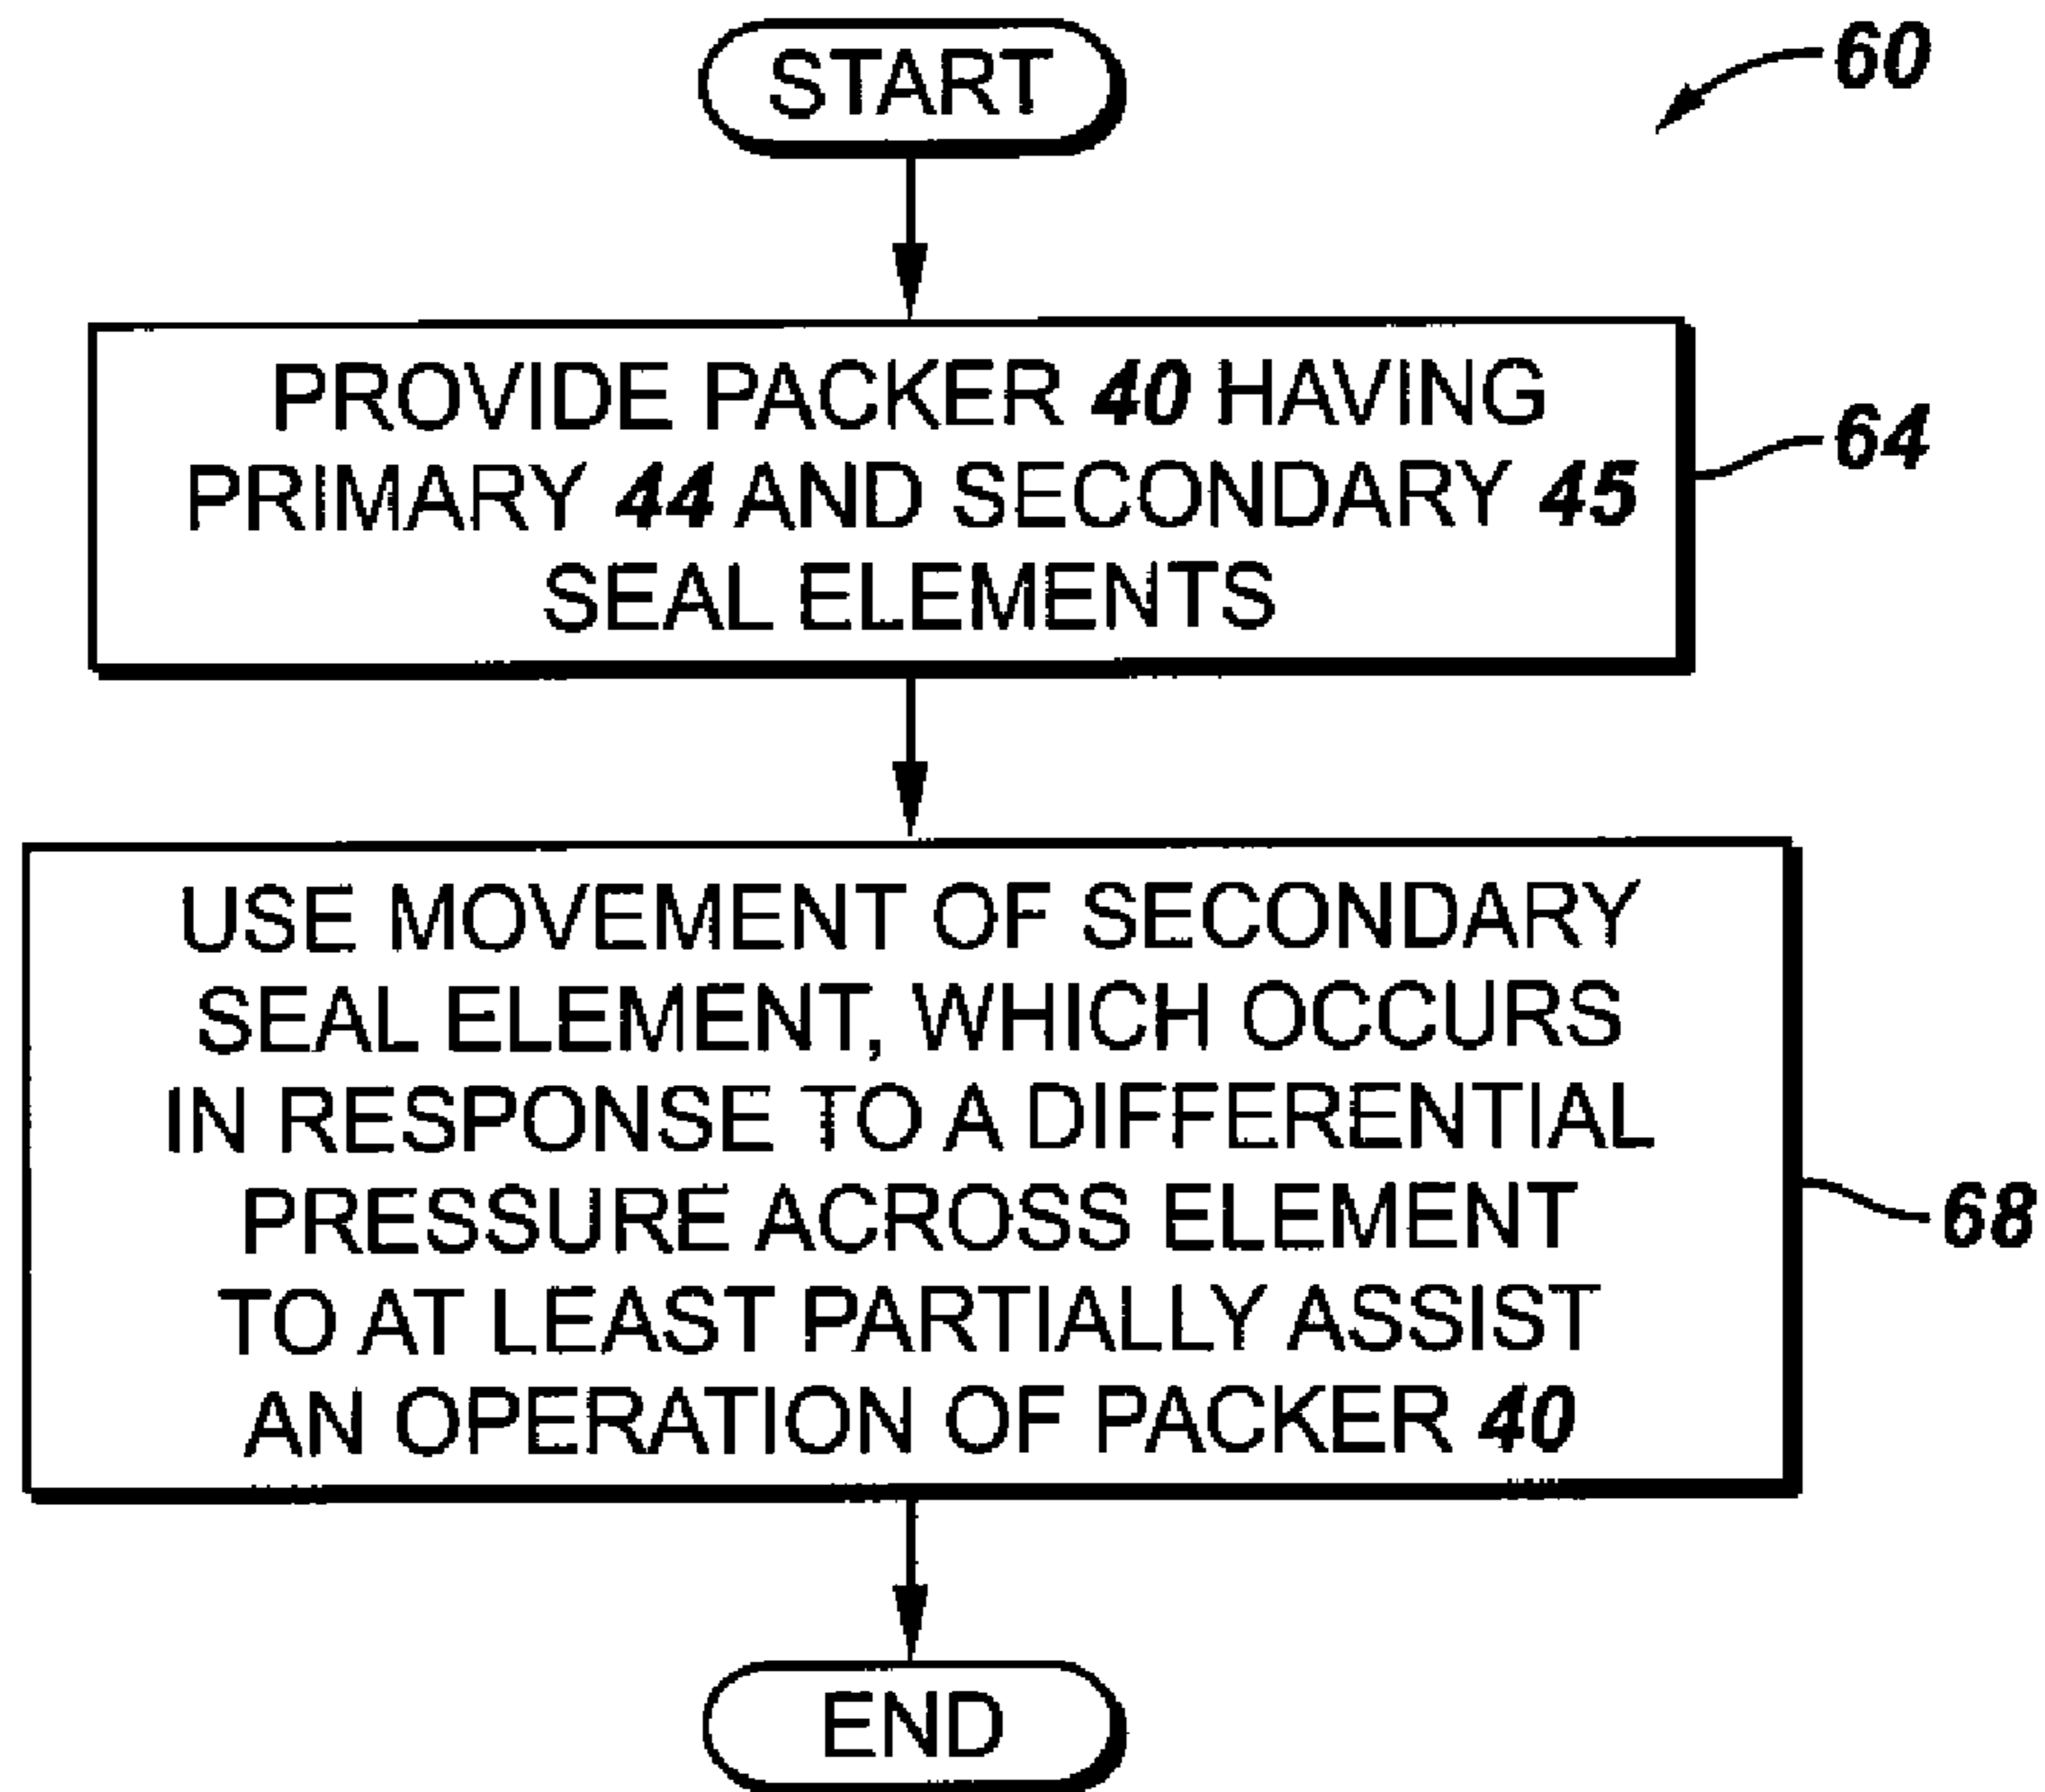 START
60
PROVIDE PACKER 40 HAVING
PRIMARY 44 AND SECONDARY 45
SEAL ELEMENTS
64
USE MOVEMENT OF SECONDARY
SEAL ELEMENT, WHICH OCCURS
IN RESPONSE TO A DIFFERENTIAL
PRESSURE ACROSS ELEMENT
TO AT LEAST PARTIALLY ASSIST
AN OPERATION OF PACKER 40
68
END